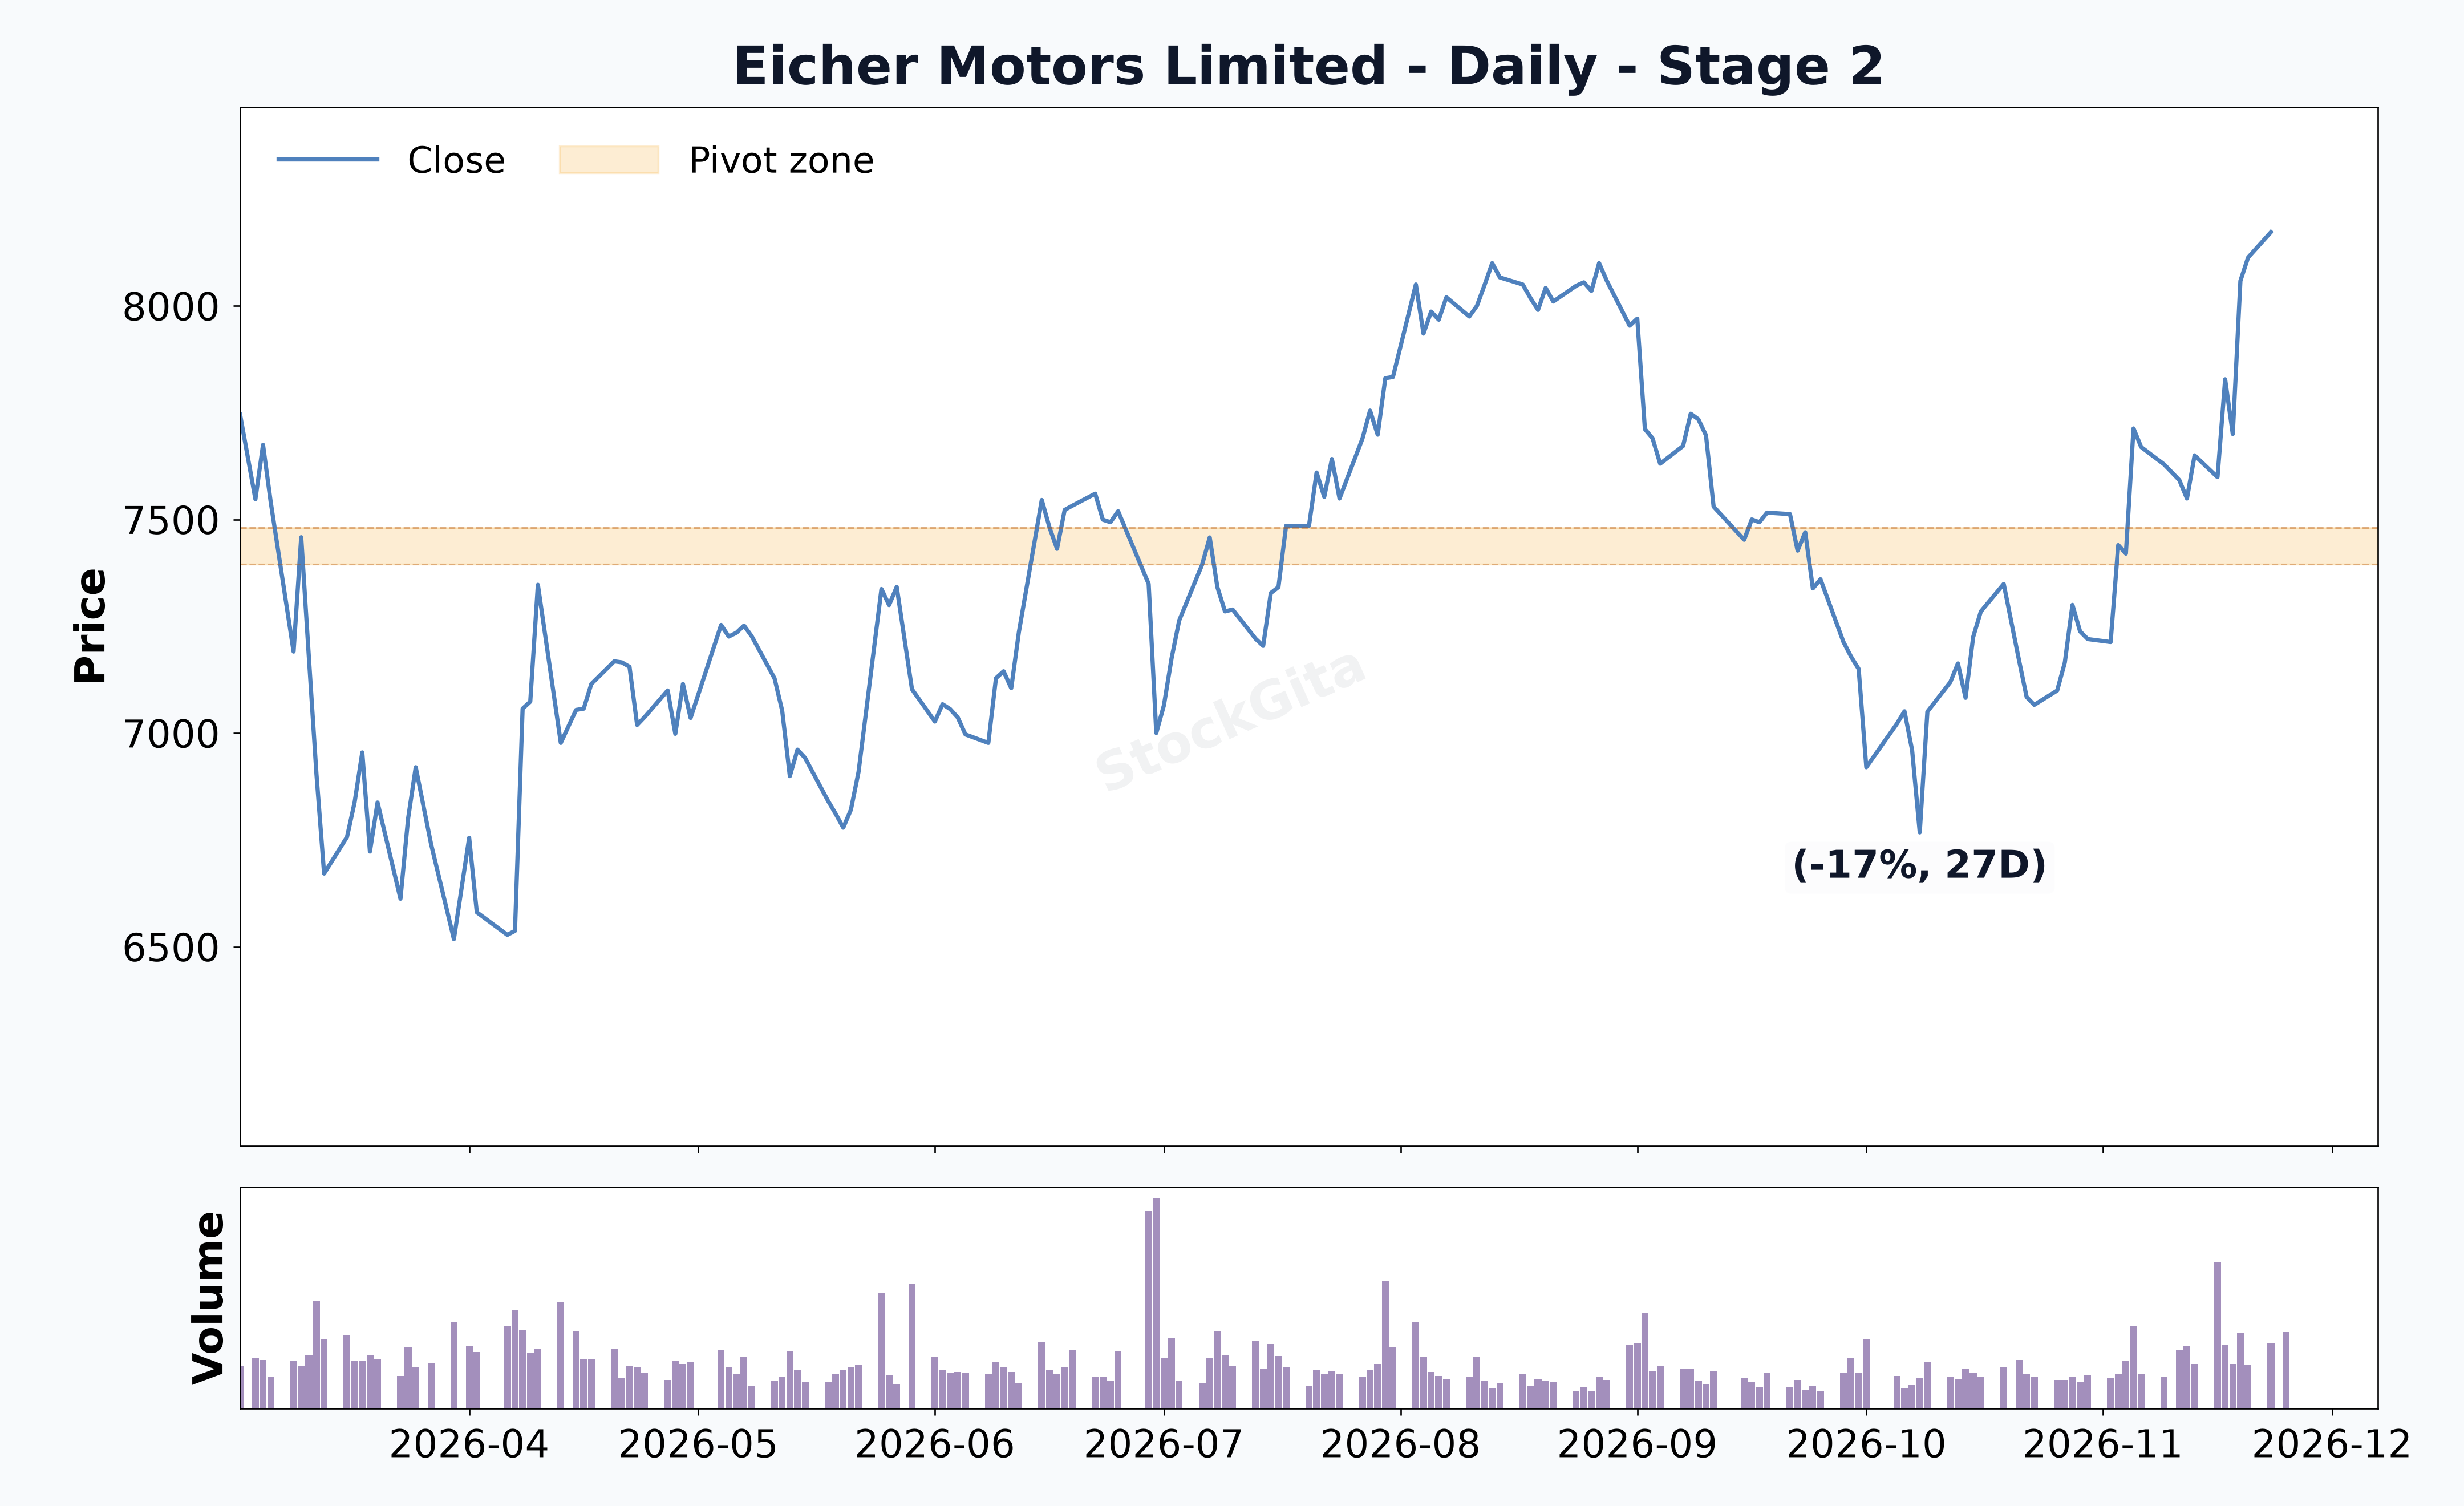 Eicher Motors Limited - Daily - Stage 2
Close
Pivot zone
8000
7500
7000
6500
Price
StockGita
(-17%, 27D)
Volume
2026-04
2026-05
2026-06
2026-07
2026-08
2026-09
2026-10
2026-11
2026-12